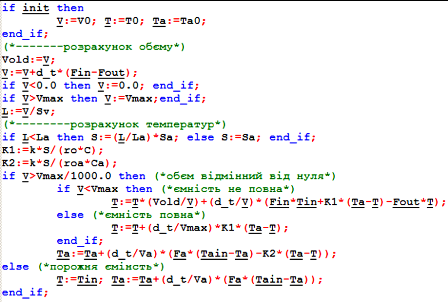 if init then
V:=V0; T:=T0; Ta:=Ta0;
end_if;
(*-------розрахунок обєму*)
Vold:=V;
V:=V+d_t*(Fin-Fout);
if V<0.0 then V:=0.0; end_if;
if V>Vmax then V:=Vmax;end_if;
L:=V/Sv;
(*--------розрахунок температур*)
if L<La then S:=(L/La)*Sa; else S:=Sa; end_if;
K1:=k*S/(ro*C);
K2:=k*S/(roa*Ca);
if V>Vmax/1000.0 then (*обєм відмінний від нуля*)
if V<Vmax then (*ємність не повна*)
T:=T*(Vold/V)+(d_t/V)*(Fin*Tin+K1*(Ta-T)-Fout*T);
else (*ємність повна*)
T:=T+(d_t/Vmax)*K1*(Ta-T);
end_if;
Ta:=Ta+(d_t/Va)*(Fa*(Tain-Ta)-K2*(Ta-T));
else (*порожня ємність*)
T:=Tin; Ta:=Ta+(d_t/Va)*(Fa*(Tain-Ta));
end_if;